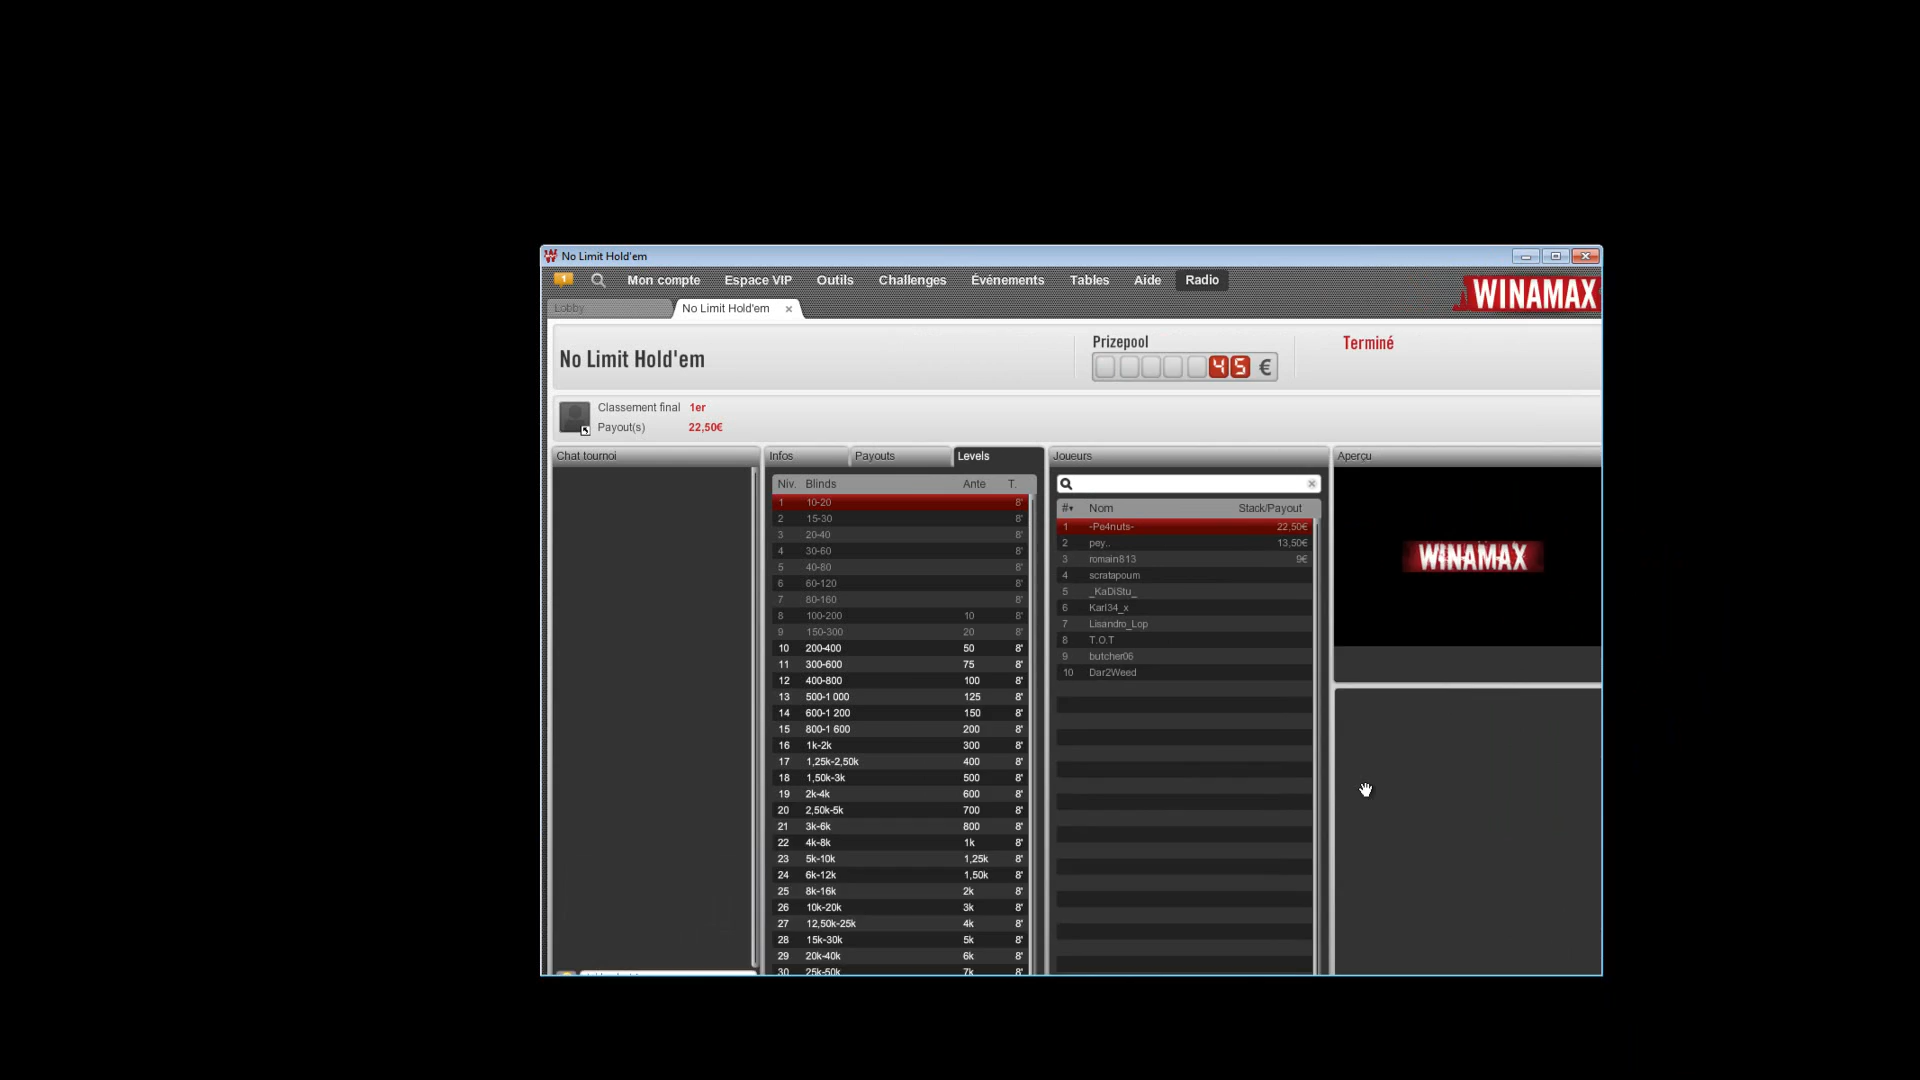 No Limit Hold'em
1 Mon compte Espace VIP Outils Challenges Événements Tables Aide Radio
WINAMAX
Lobby No Limit Hold'em
No Limit Hold'em
Prizepool
45 €
Terminé
Classement final 1er
Payout(s) 22,50€
Chat tournoi
Infos Payouts Levels
Niv. Blinds Ante T.
1 10-20 8'
2 15-30 8'
3 20-40 8'
4 30-60 8'
5 40-80 8'
6 60-120 8'
7 80-160 8'
8 100-200 10 8'
9 150-300 20 8'
10 200-400 50 8'
11 300-600 75 8'
12 400-800 100 8'
13 500-1 000 125 8'
14 600-1 200 150 8'
15 800-1 600 200 8'
16 1k-2k 300 8'
17 1,25k-2,50k 400 8'
18 1,50k-3k 500 8'
19 2k-4k 600 8'
20 2,50k-5k 700 8'
21 3k-6k 800 8'
22 4k-8k 1k 8'
23 5k-10k 1,25k 8'
24 6k-12k 1,50k 8'
25 8k-16k 2k 8'
26 10k-20k 3k 8'
27 12,50k-25k 4k 8'
28 15k-30k 5k 8'
29 20k-40k 6k 8'
30 25k-50k 7k 8'
Joueurs
# Nom Stack/Payout
1 -Pe4nuts- 22,50€
2 pey.. 13,50€
3 romain813 9€
4 scratapoum
5 _KaDiStu_
6 Karl34_x
7 Lisandro_Lop
8 T.O.T
9 butcher06
10 Dar2Weed
Aperçu
WINAMAX